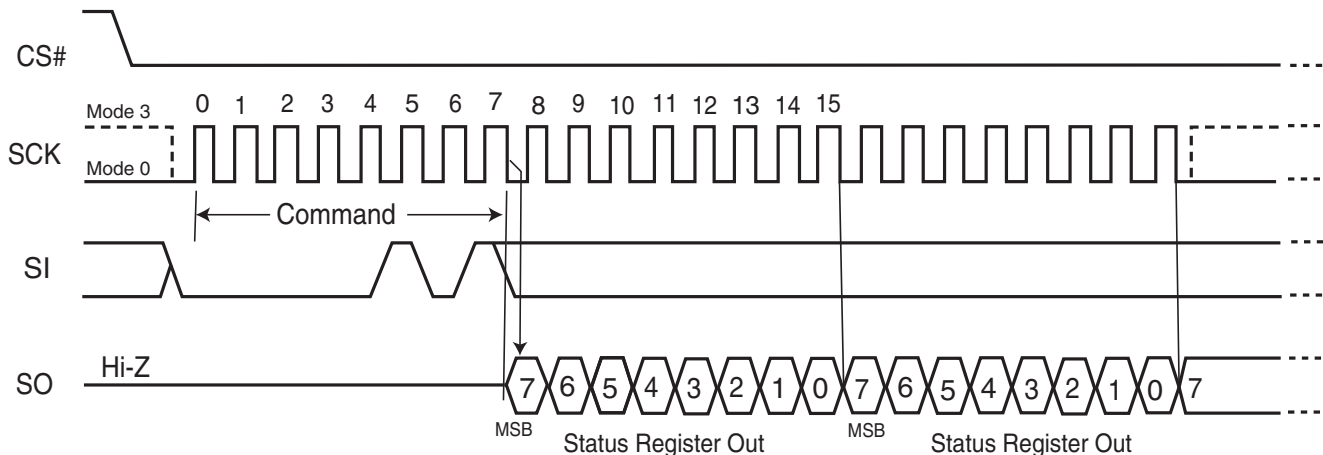 CS#
Mode 3
0 1 2 3 4 5 6 7 8 9 10 11 12 13 14 15
SCK
Mode 0
Command
SI
Hi-Z
SO
7 6 5 4 3 2 1 0 7 6 5 4 3 2 1 0 7
MSB Status Register Out MSB Status Register Out